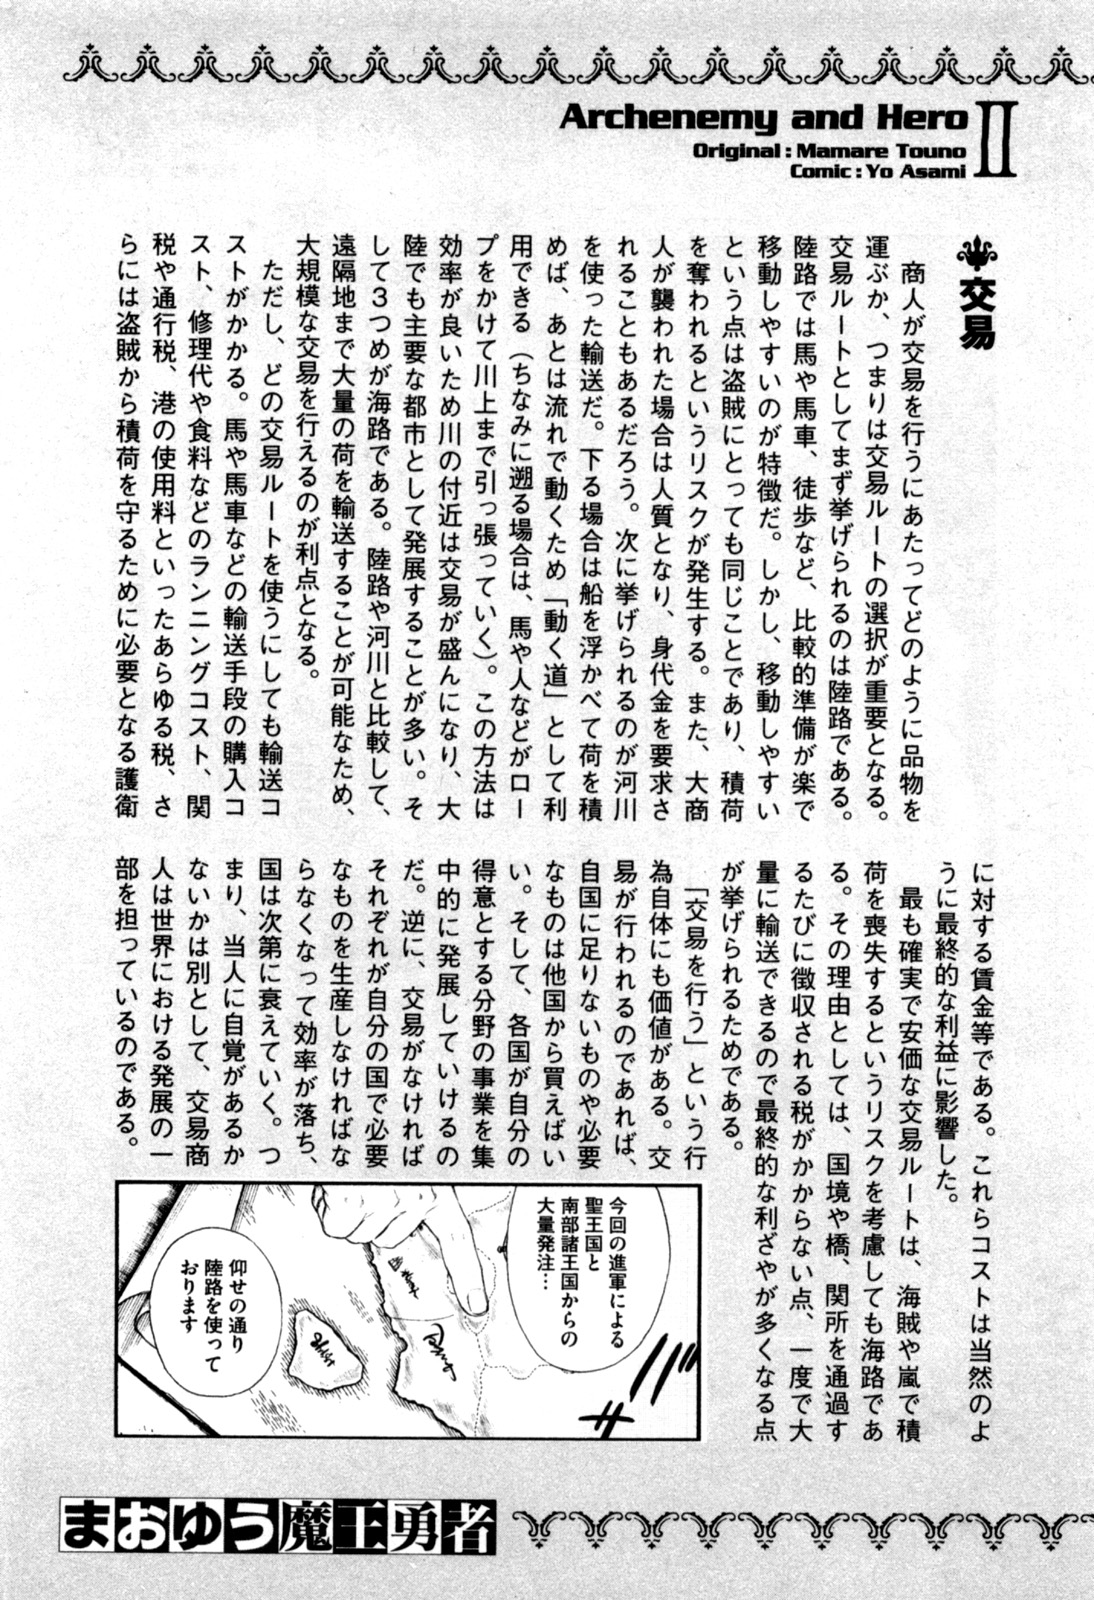 Archenemy and Hero II
Original : Mamare Touno
Comic : Yo Asami
交易
商人が交易を行うにあたってどのように品物を
運ぶか、つまりは交易ルートの選択が重要となる。
交易ルートとしてまず挙げられるのは陸路である。
陸路では馬や馬車、徒歩など、比較的準備が楽で
移動しやすいのが特徴だ。しかし、移動しやすい
という点は盗賊にとっても同じことであり、積荷
を奪われるというリスクが発生する。また、大商
人が襲われた場合は人質となり、身代金を要求さ
れることもあるだろう。次に挙げられるのが河川
を使った輸送だ。下る場合は船を浮かべて荷を積
めば、あとは流れで動くため「動く道」として利
用できる（ちなみに遡る場合は、馬や人などがロー
プをかけて川上まで引っ張っていく）。この方法は
効率が良いため川の付近は交易が盛んになり、大
陸でも主要な都市として発展することが多い。そ
して３つめが海路である。陸路や河川と比較して、
遠隔地まで大量の荷を輸送することが可能なため、
大規模な交易を行えるのが利点となる。
ただし、どの交易ルートを使うにしても輸送コ
ストがかかる。馬や馬車などの輸送手段の購入コ
スト、修理代や食料などのランニングコスト、関
税や通行税、港の使用料といったあらゆる税、さ
らには盗賊から積荷を守るために必要となる護衛
に対する賃金等である。これらコストは当然のよ
うに最終的な利益に影響した。
最も確実で安価な交易ルートは、海賊や嵐で積
荷を喪失するというリスクを考慮しても海路であ
る。その理由としては、国境や橋、関所を通過す
るたびに徴収される税がかからない点、一度で大
量に輸送できるので最終的な利ざやが多くなる点
が挙げられるためである。
「交易を行う」という行
為自体にも価値がある。交
易が行われるのであれば、
自国に足りないものや必要
なものは他国から買えばい
い。そして、各国が自分の
得意とする分野の事業を集
中的に発展していけるの
だ。逆に、交易がなければ
それぞれが自分の国で必要
なものを生産しなければな
らなくなって効率が落ち、
国は次第に衰えていく。つ
まり、当人に自覚があるか
ないかは別として、交易商
人は世界における発展の一
部を担っているのである。
今回の進軍による
聖王国と
南部諸王国からの
大量発注…
仰せの通り
陸路を使って
おります
まおゆう魔王勇者